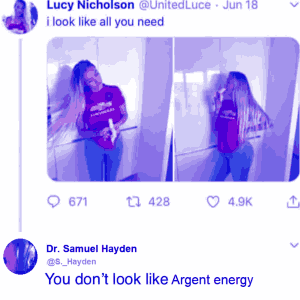 Lucy Nicholson @UnitedLuce · Jun 18
i look like all you need
671 428 4.9K
Dr. Samuel Hayden
@S._Hayden
You don't look like Argent energy